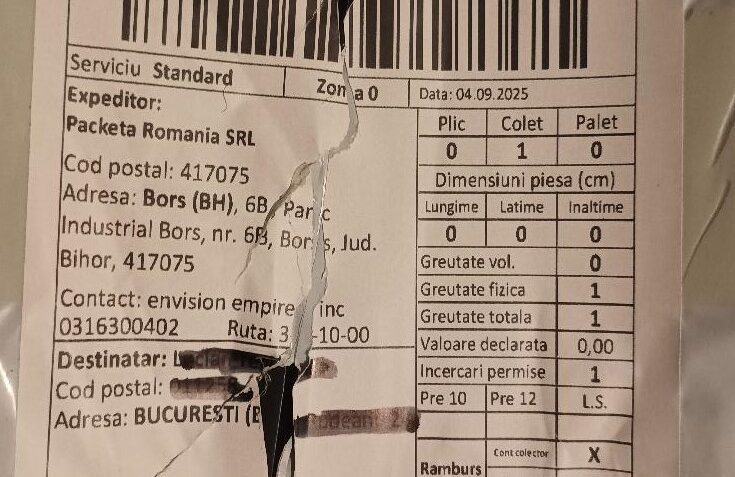 Serviciu Standard
Zona 0
Data: 04.09.2025
Expeditor:
Packeta Romania SRL
Cod postal: 417075
Adresa: Bors (BH), 6B, Parc
Industrial Bors, nr. 6B, Bors, Jud.
Bihor, 417075
Contact: envision empire inc
0316300402 Ruta: 3 -10-00
Destinatar:
Cod postal:
Adresa: BUCURESTI (B
Plic Colet Palet
0 1 0
Dimensiuni piesa (cm)
Lungime Latime Inaltime
0 0 0
Greutate vol. 0
Greutate fizica 1
Greutate totala 1
Valoare declarata 0,00
Incercari permise 1
Pre 10 Pre 12 L.S.
Cont colector X
Ramburs